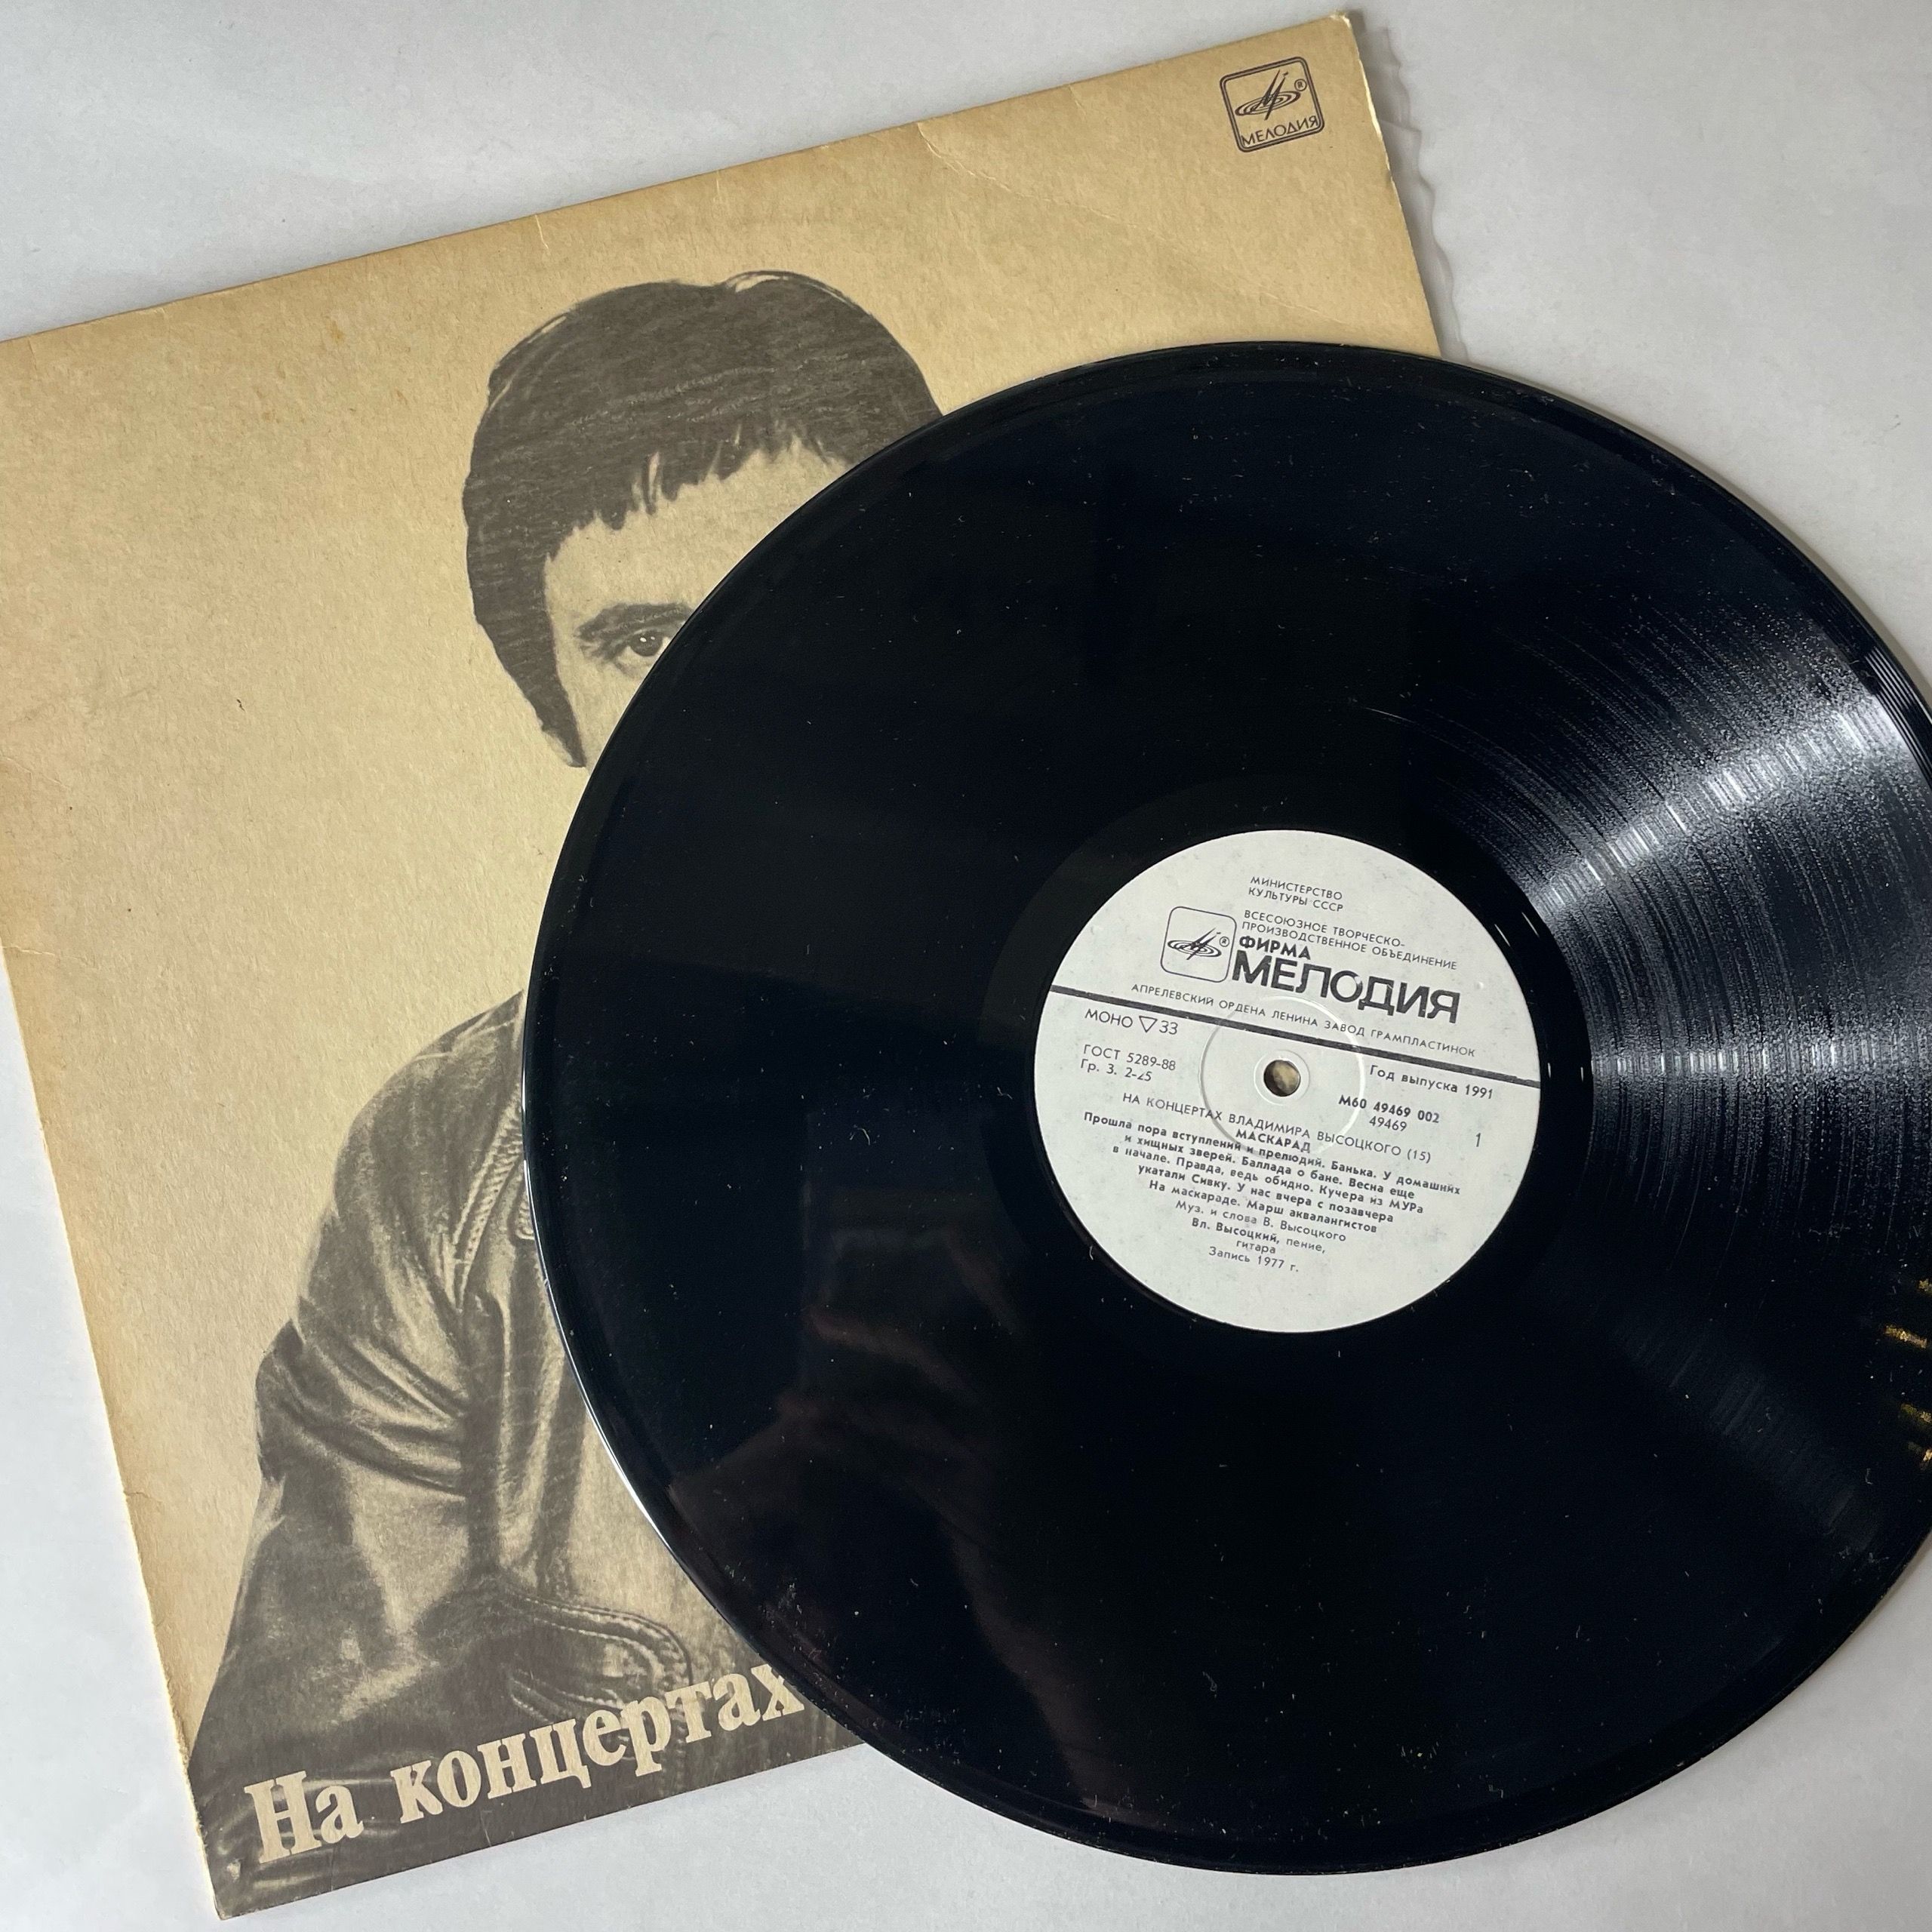 МЕЛОДИЯ
МИНИСТЕРСТВО
КУЛЬТУРЫ СССР
ВСЕСОЮЗНОЕ ТВОРЧЕСКО-
ПРОИЗВОДСТВЕННОЕ ОБЪЕДИНЕНИЕ
ФИРМА
МЕЛОДИЯ
АПРЕЛЕВСКИЙ ОРДЕНА ЛЕНИНА ЗАВОД ГРАМПЛАСТИНОК
МОНО ▽ 33
Год выпуска 1991
ГОСТ 5289-88
Гр. 3. 2-25
М60 49469 002
49469
1
НА КОНЦЕРТАХ ВЛАДИМИРА ВЫСОЦКОГО (15)
МАСКАРАД
Прошла пора вступлений и прелюдий. Банька. У домашних
и хищных зверей. Баллада о бане. Весна еще
в начале. Правда, ведь обидно. Кучера из МУРа
укатали Сивку. У нас вчера с позавчера
На маскараде. Марш аквалангистов
Муз. и слова В. Высоцкого
Вл. Высоцкий, пение,
гитара
Запись 1977 г.
На концертах